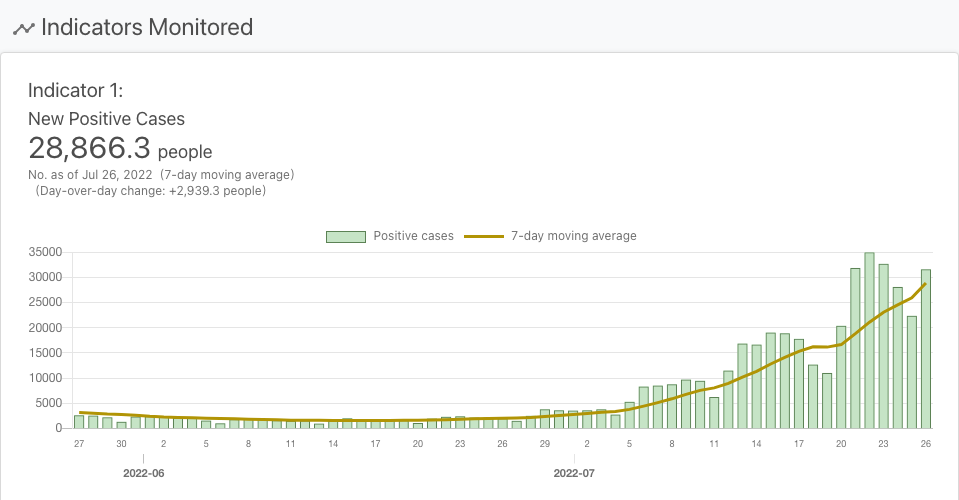 Indicators Monitored
Indicator 1:
New Positive Cases
28,866.3 people
No. as of Jul 26, 2022 (7-day moving average)
(Day-over-day change: +2,939.3 people)
Positive cases 7-day moving average
35000
30000
25000
20000
15000
10000
5000
0
27 30 2 5 8 11 14 17 20 23 26 29 2 5 8 11 14 17 20 23 26
2022-06 2022-07